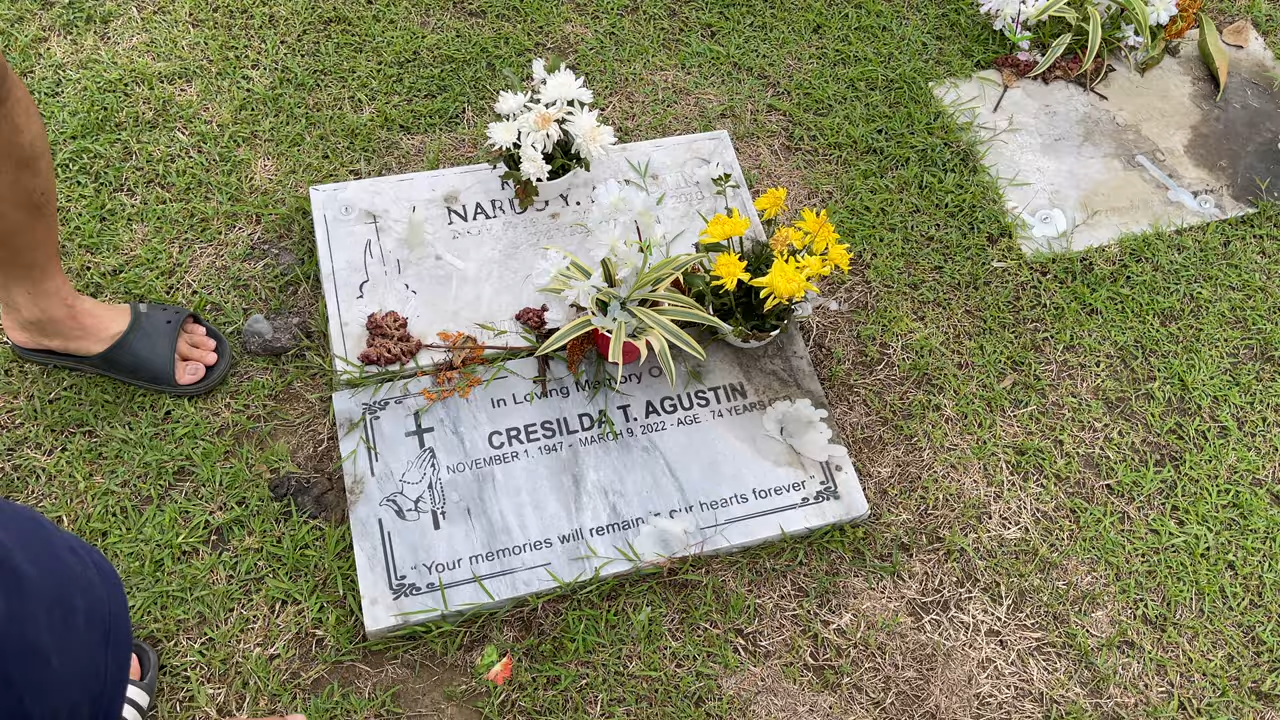 NARDO Y.
In Loving Memory O
CRESILDA T. AGUSTIN
NOVEMBER 1, 1947 - MARCH 9, 2022 - AGE : 74 YEARS
“ Your memories will remain in our hearts forever ”